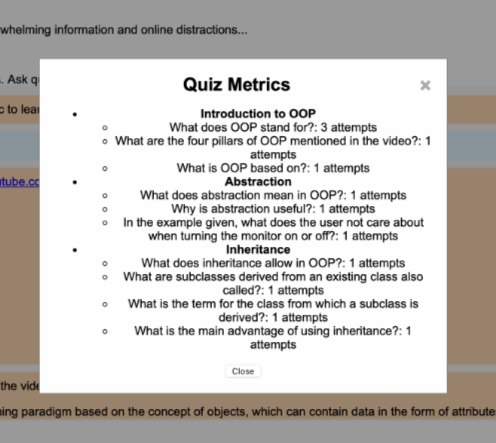 whelming information and online distractions...
. Ask q
c to lea
utube.co
Quiz Metrics
×
• Introduction to OOP
○ What does OOP stand for?: 3 attempts
○ What are the four pillars of OOP mentioned in the video?: 1
attempts
○ What is OOP based on?: 1 attempts
• Abstraction
○ What does abstraction mean in OOP?: 1 attempts
○ Why is abstraction useful?: 1 attempts
○ In the example given, what does the user not care about
when turning the monitor on or off?: 1 attempts
• Inheritance
○ What does inheritance allow in OOP?: 1 attempts
○ What are subclasses derived from an existing class also
called?: 1 attempts
○ What is the term for the class from which a subclass is
derived?: 1 attempts
○ What is the main advantage of using inheritance?: 1
attempts
Close
the vide
ning paradigm based on the concept of objects, which can contain data in the form of attribute